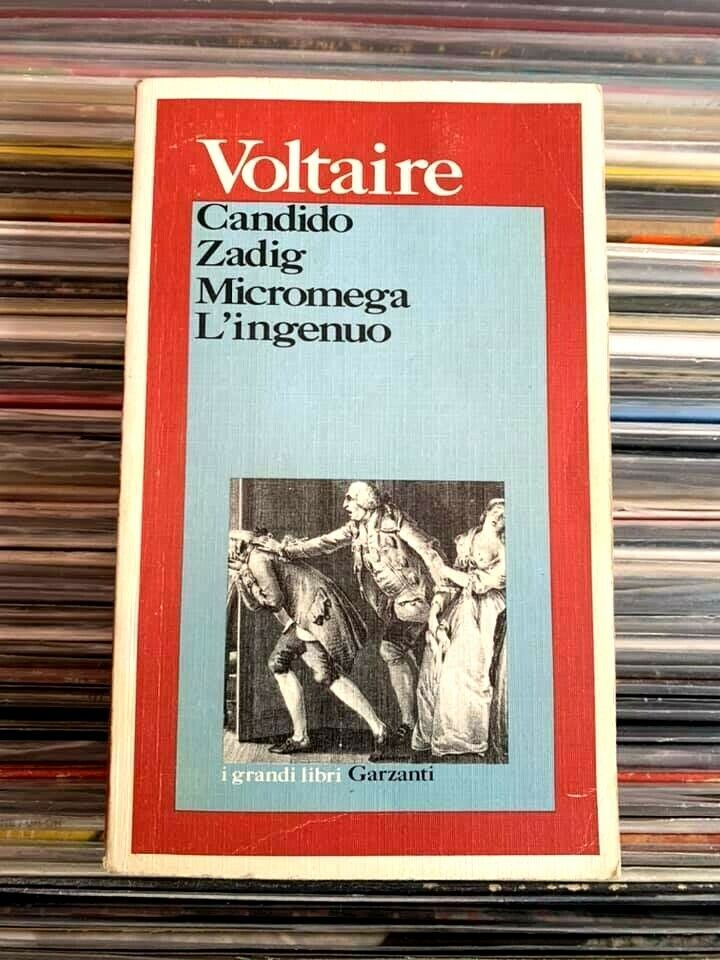 Voltaire
Candido
Zadig
Micromega
L'ingenuo
i grandi libri Garzanti